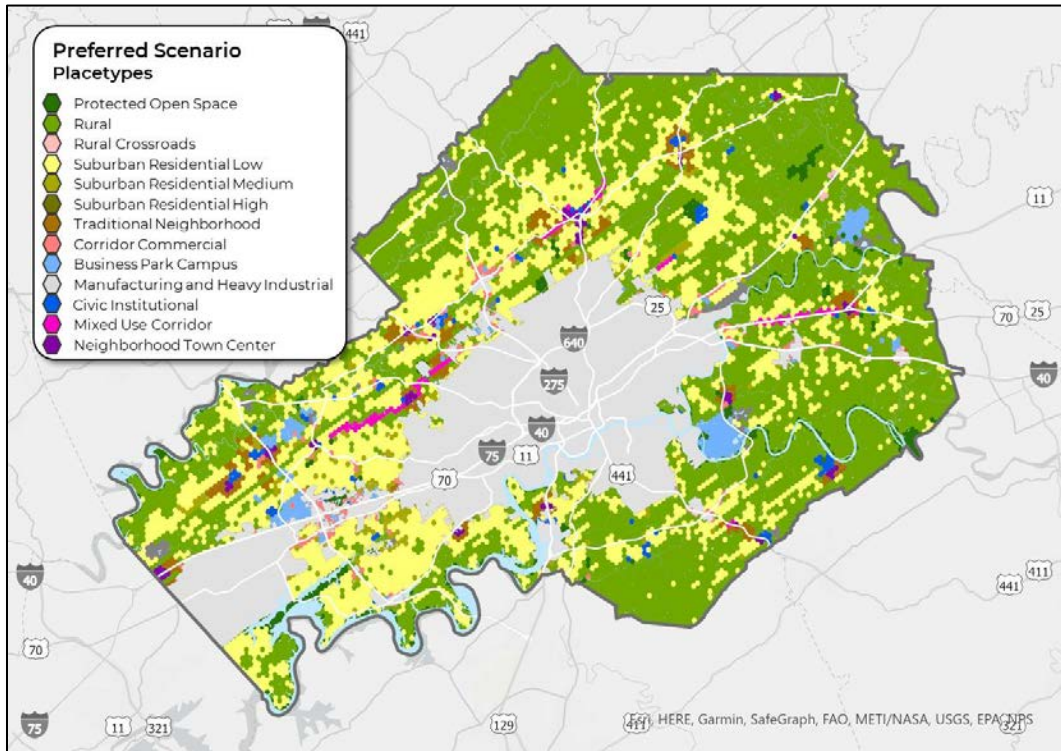 Preferred Scenario
Placetypes
Protected Open Space
Rural
Rural Crossroads
Suburban Residential Low
Suburban Residential Medium
Suburban Residential High
Traditional Neighborhood
Corridor Commercial
Business Park Campus
Manufacturing and Heavy Industrial
Civic Institutional
Mixed Use Corridor
Neighborhood Town Center
441
11
25
70
25
640
275
40
40
75
11
441
70
40
441
411
70
75
11
321
129
411
321
Esri, HERE, Garmin, SafeGraph, FAO, METI/NASA, USGS, EPA, NPS